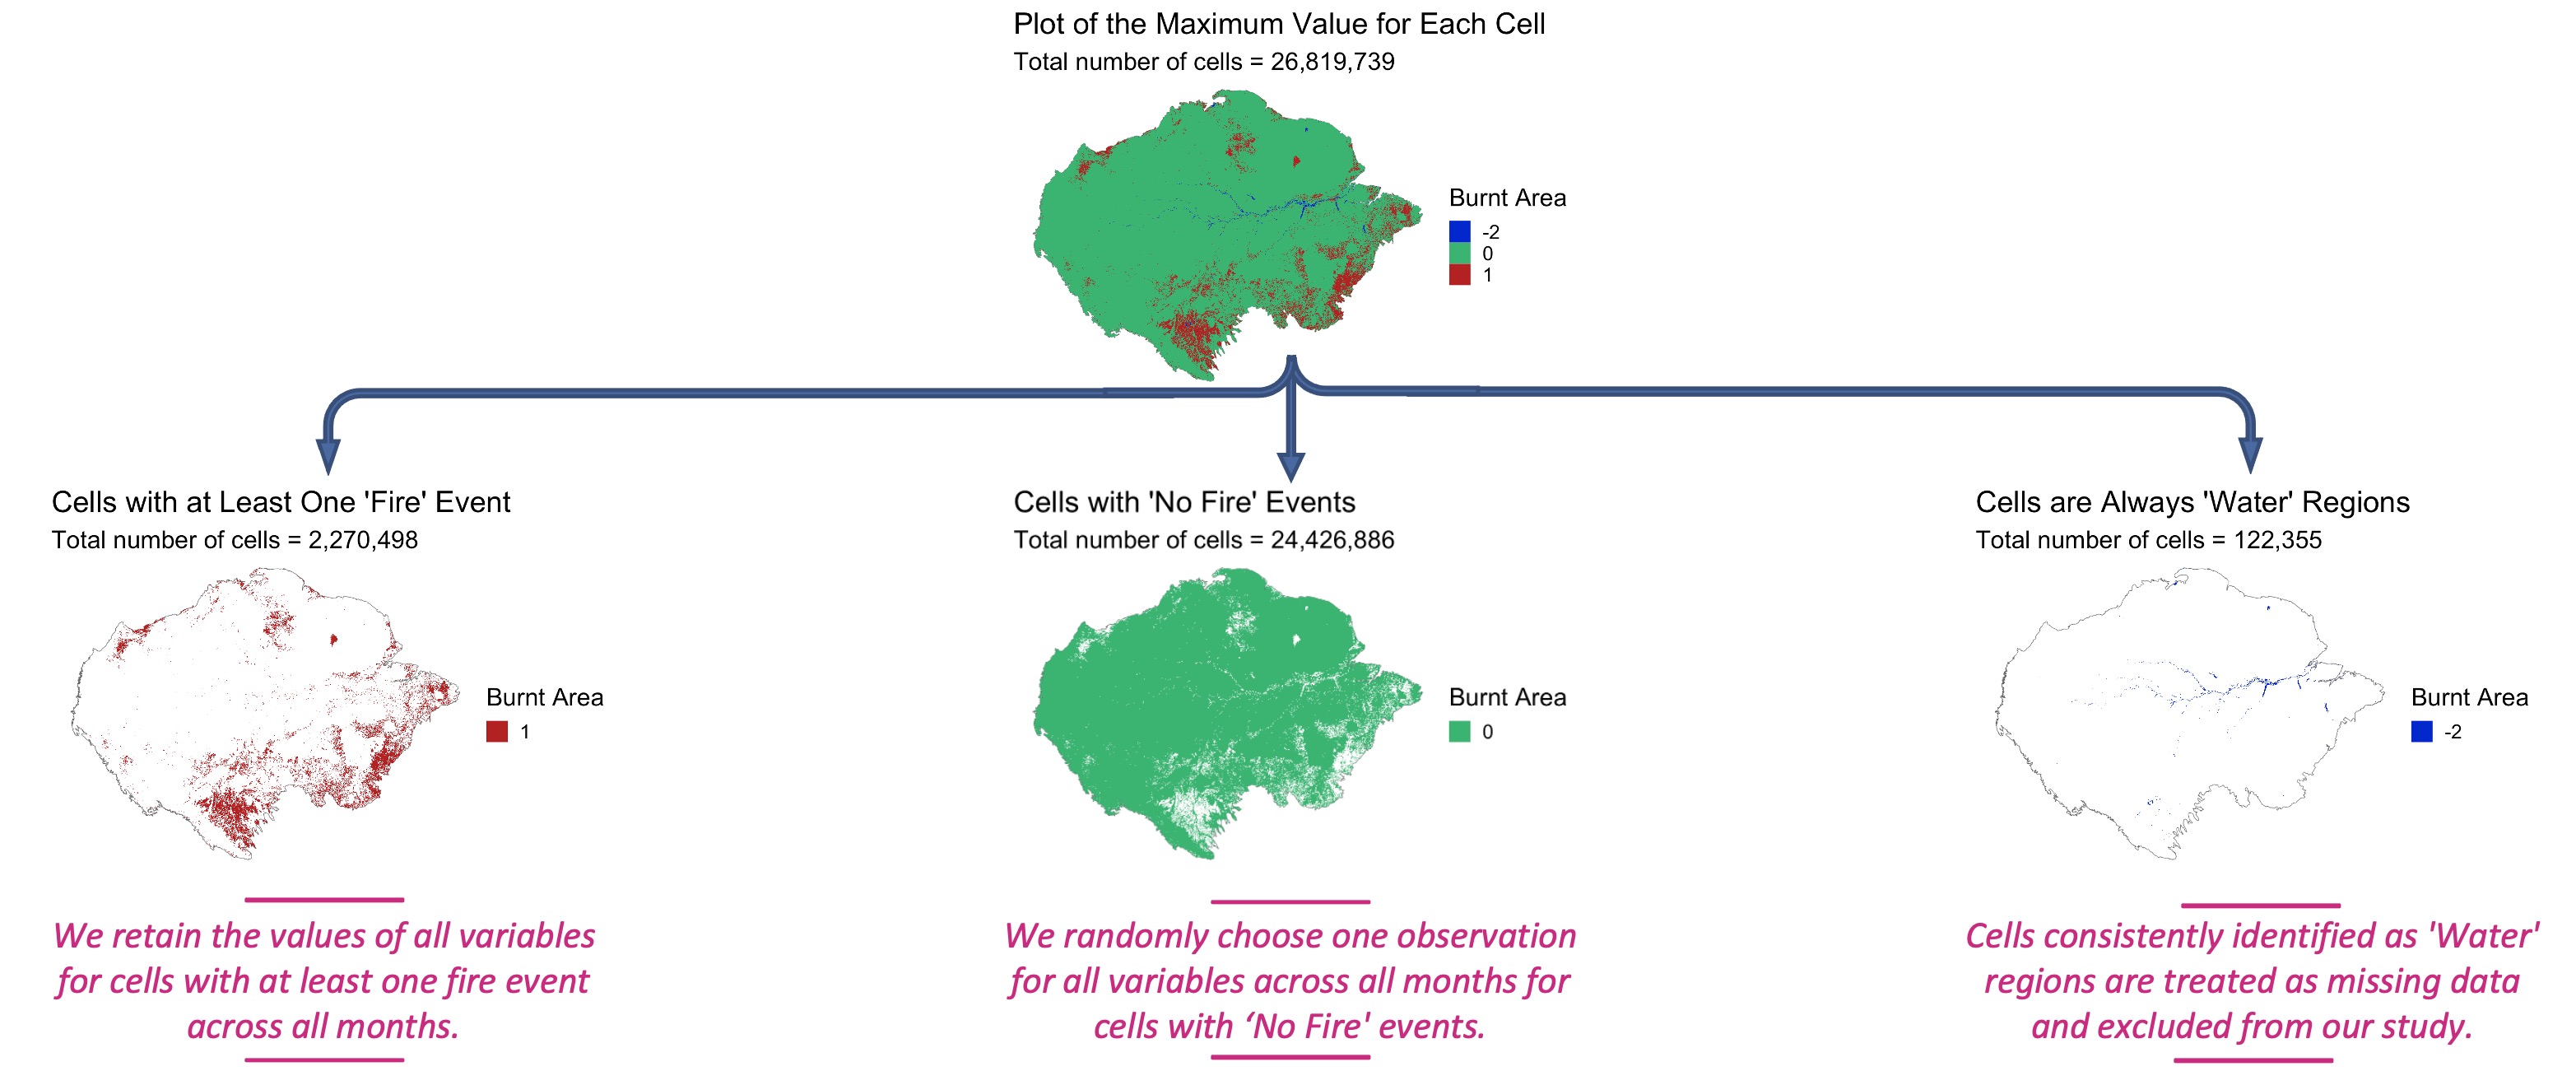 Plot of the Maximum Value for Each Cell
Total number of cells = 26,819,739
Burnt Area
-2
0
1
Cells with at Least One 'Fire' Event
Total number of cells = 2,270,498
Burnt Area
1
We retain the values of all variables
for cells with at least one fire event
across all months.
Cells with 'No Fire' Events
Total number of cells = 24,426,886
Burnt Area
0
We randomly choose one observation
for all variables across all months for
cells with ‘No Fire' events.
Cells are Always 'Water' Regions
Total number of cells = 122,355
Burnt Area
-2
Cells consistently identified as 'Water'
regions are treated as missing data
and excluded from our study.